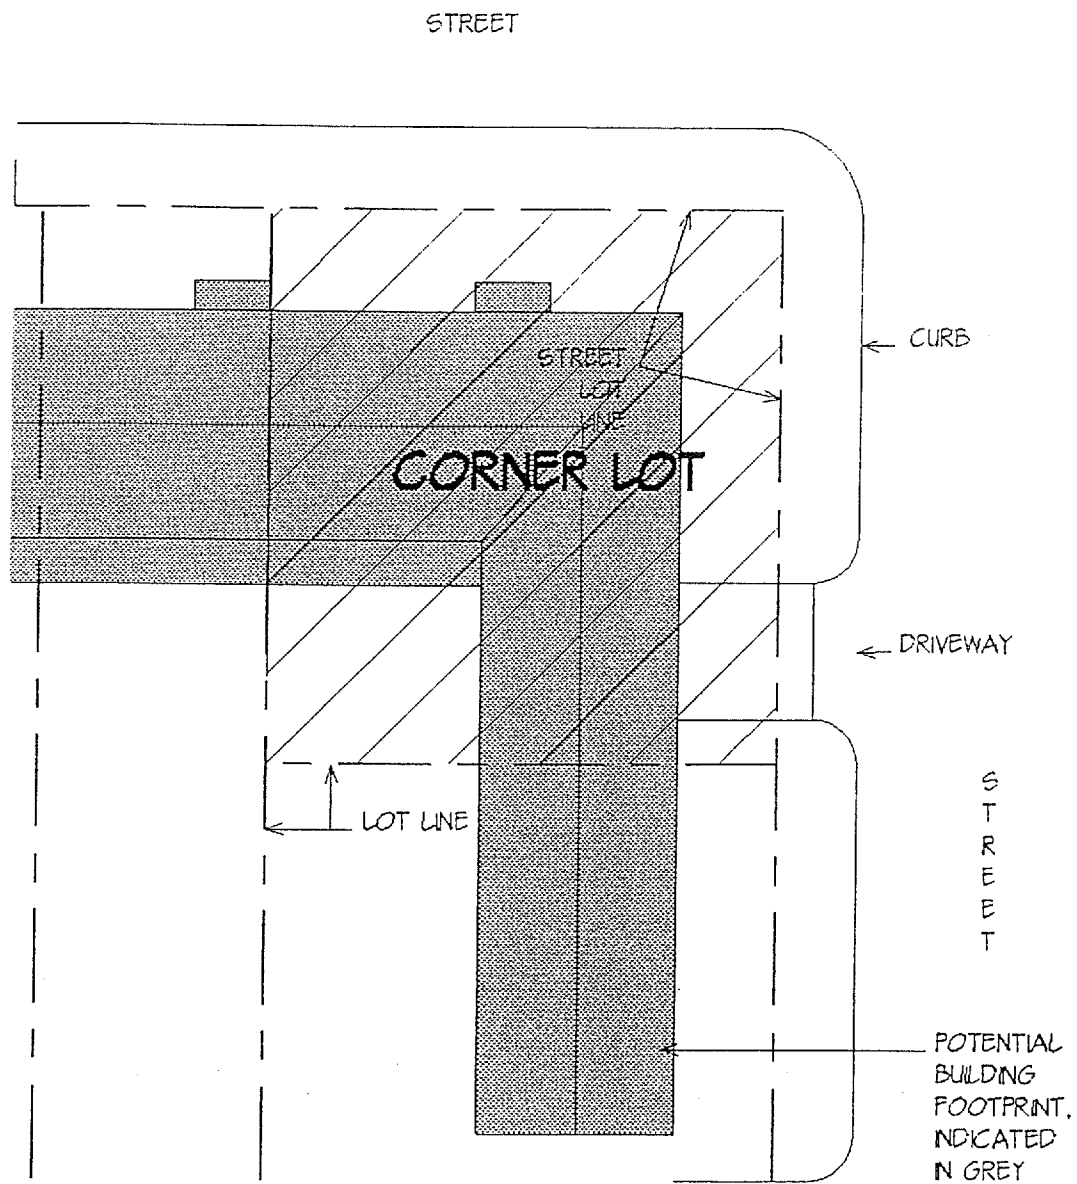 STREET
CURB
STREET
LOT
LINE
CORNER LOT
DRIVEWAY
LOT LINE
S
T
R
E
E
T
POTENTIAL
BUILDING
FOOTPRINT,
INDICATED
IN GREY